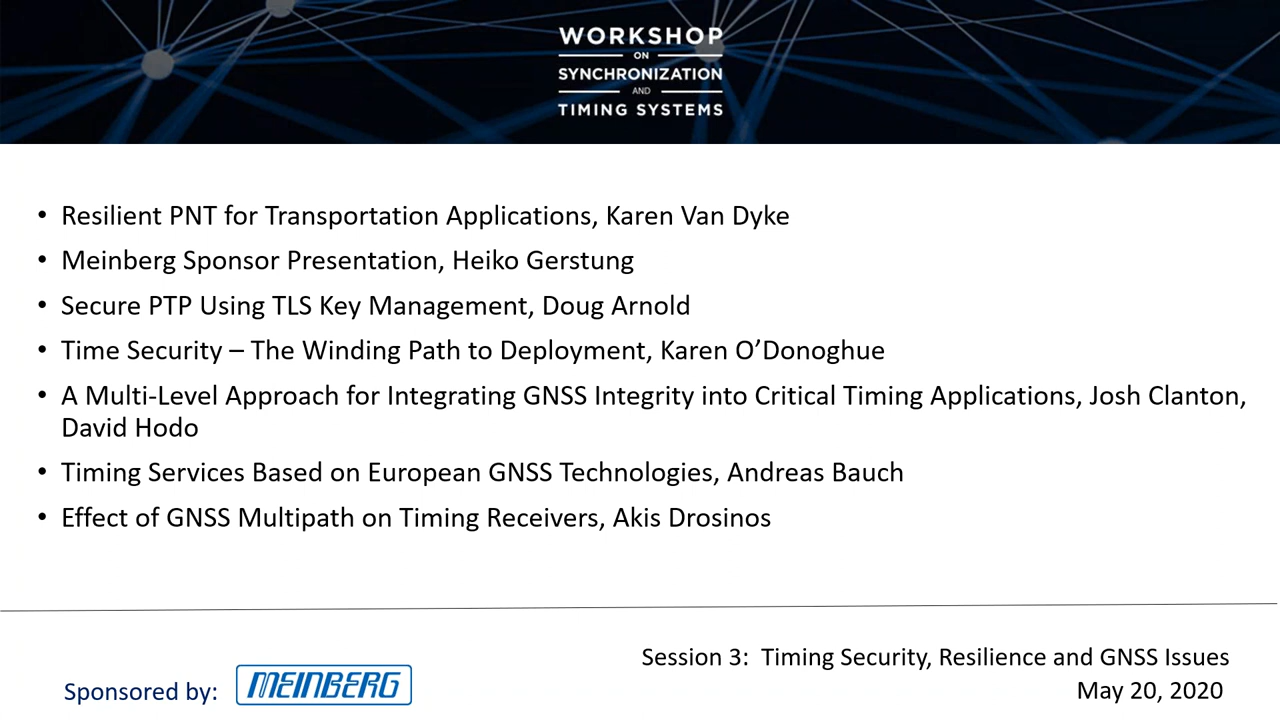 WORKSHOP
ON
SYNCHRONIZATION
AND
TIMING SYSTEMS
• Resilient PNT for Transportation Applications, Karen Van Dyke
• Meinberg Sponsor Presentation, Heiko Gerstung
• Secure PTP Using TLS Key Management, Doug Arnold
• Time Security – The Winding Path to Deployment, Karen O’Donoghue
• A Multi-Level Approach for Integrating GNSS Integrity into Critical Timing Applications, Josh Clanton,
David Hodo
• Timing Services Based on European GNSS Technologies, Andreas Bauch
• Effect of GNSS Multipath on Timing Receivers, Akis Drosinos
Session 3: Timing Security, Resilience and GNSS Issues
May 20, 2020
Sponsored by: MEINBERG